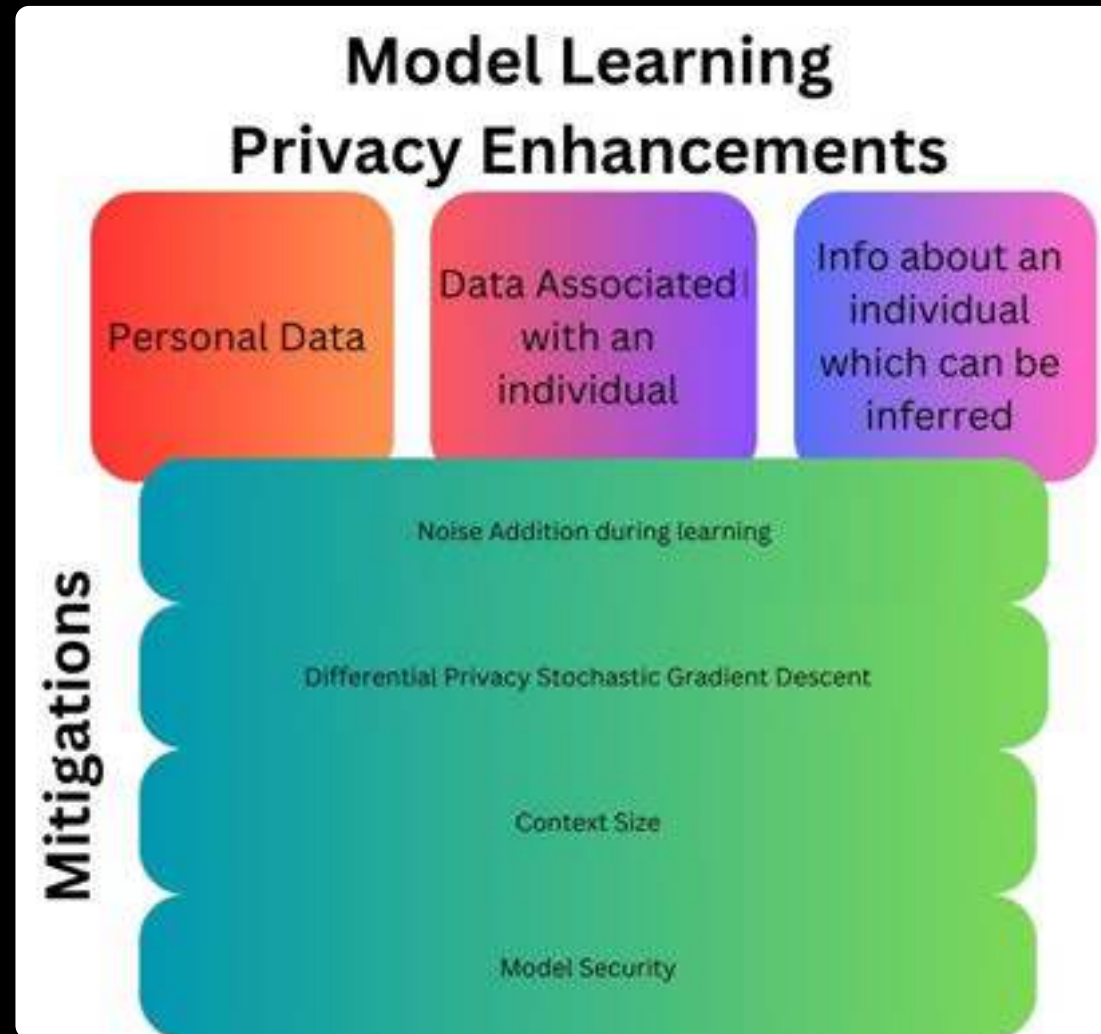 Model Learning
Privacy Enhancements
Personal Data
Data Associated
with an
individual
Info about an
individual
which can be
inferred
Mitigations
Noise Addition during learning
Differential Privacy Stochastic Gradient Descent
Context Size
Model Security